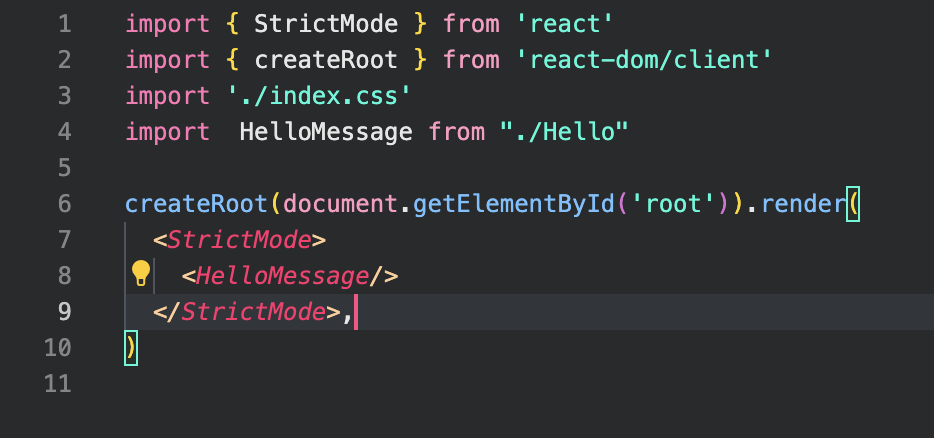 1 import { StrictMode } from 'react'
2 import { createRoot } from 'react-dom/client'
3 import './index.css'
4 import  HelloMessage from "./Hello"
5
6 createRoot(document.getElementById('root')).render(
7   <StrictMode>
8     <HelloMessage/>
9   </StrictMode>,
10 )
11